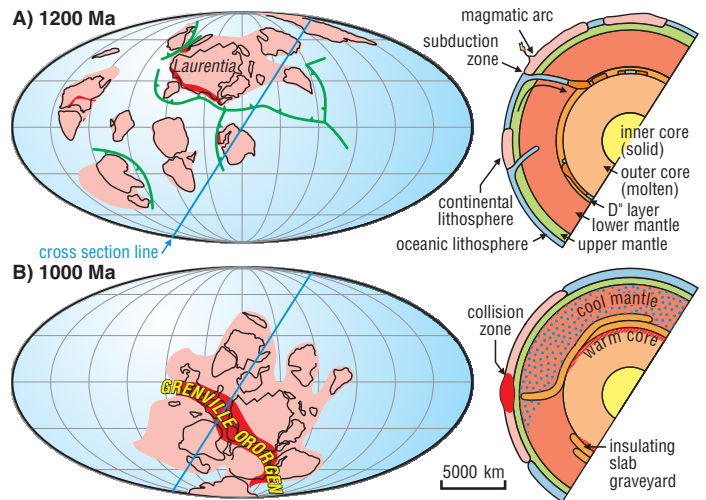 A) 1200 Ma
Laurentia
cross section line
magmatic arc
subduction
zone
inner core
(solid)
outer core
(molten)
D" layer
lower mantle
upper mantle
continental
lithosphere
oceanic lithosphere
B) 1000 Ma
GRENVILLE ORORGEN
collision
zone
cool mantle
warm core
insulating
slab
graveyard
5000 km